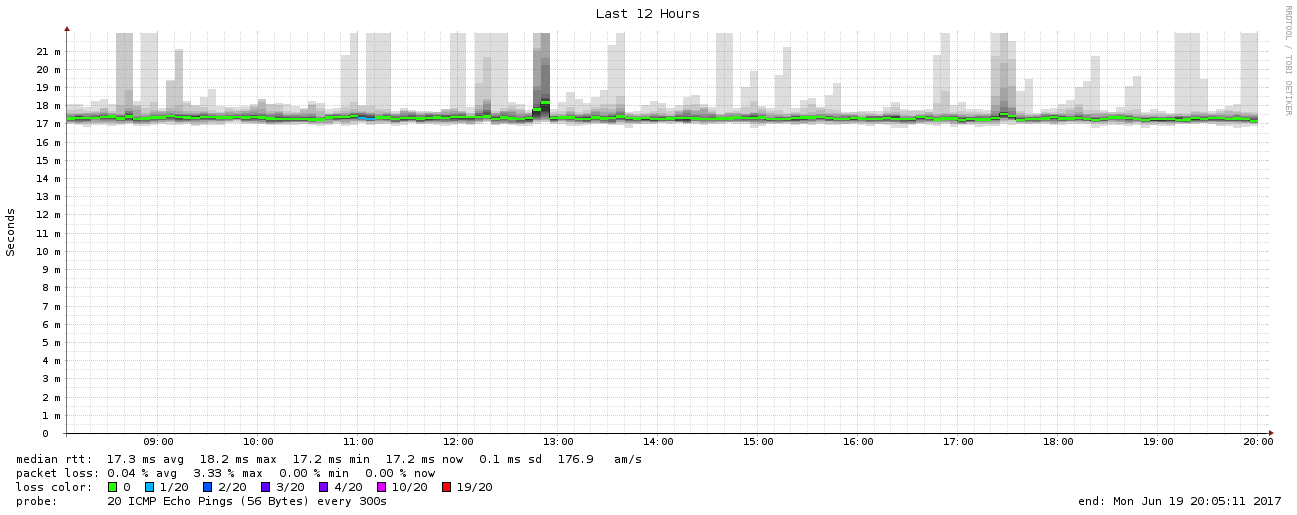 Last 12 Hours
RRDTOOL / TOBI OETIKER
Seconds
21 m
20 m
19 m
18 m
17 m
16 m
15 m
14 m
13 m
12 m
11 m
10 m
9 m
8 m
7 m
6 m
5 m
4 m
3 m
2 m
1 m
0
09:00 10:00 11:00 12:00 13:00 14:00 15:00 16:00 17:00 18:00 19:00 20:00
median rtt: 17.3 ms avg 18.2 ms max 17.2 ms min 17.2 ms now 0.1 ms sd 176.9 am/s
packet loss: 0.04 % avg 3.33 % max 0.00 % min 0.00 % now
loss color: 0 1/20 2/20 3/20 4/20 10/20 19/20
probe: 20 ICMP Echo Pings (56 Bytes) every 300s end: Mon Jun 19 20:05:11 2017